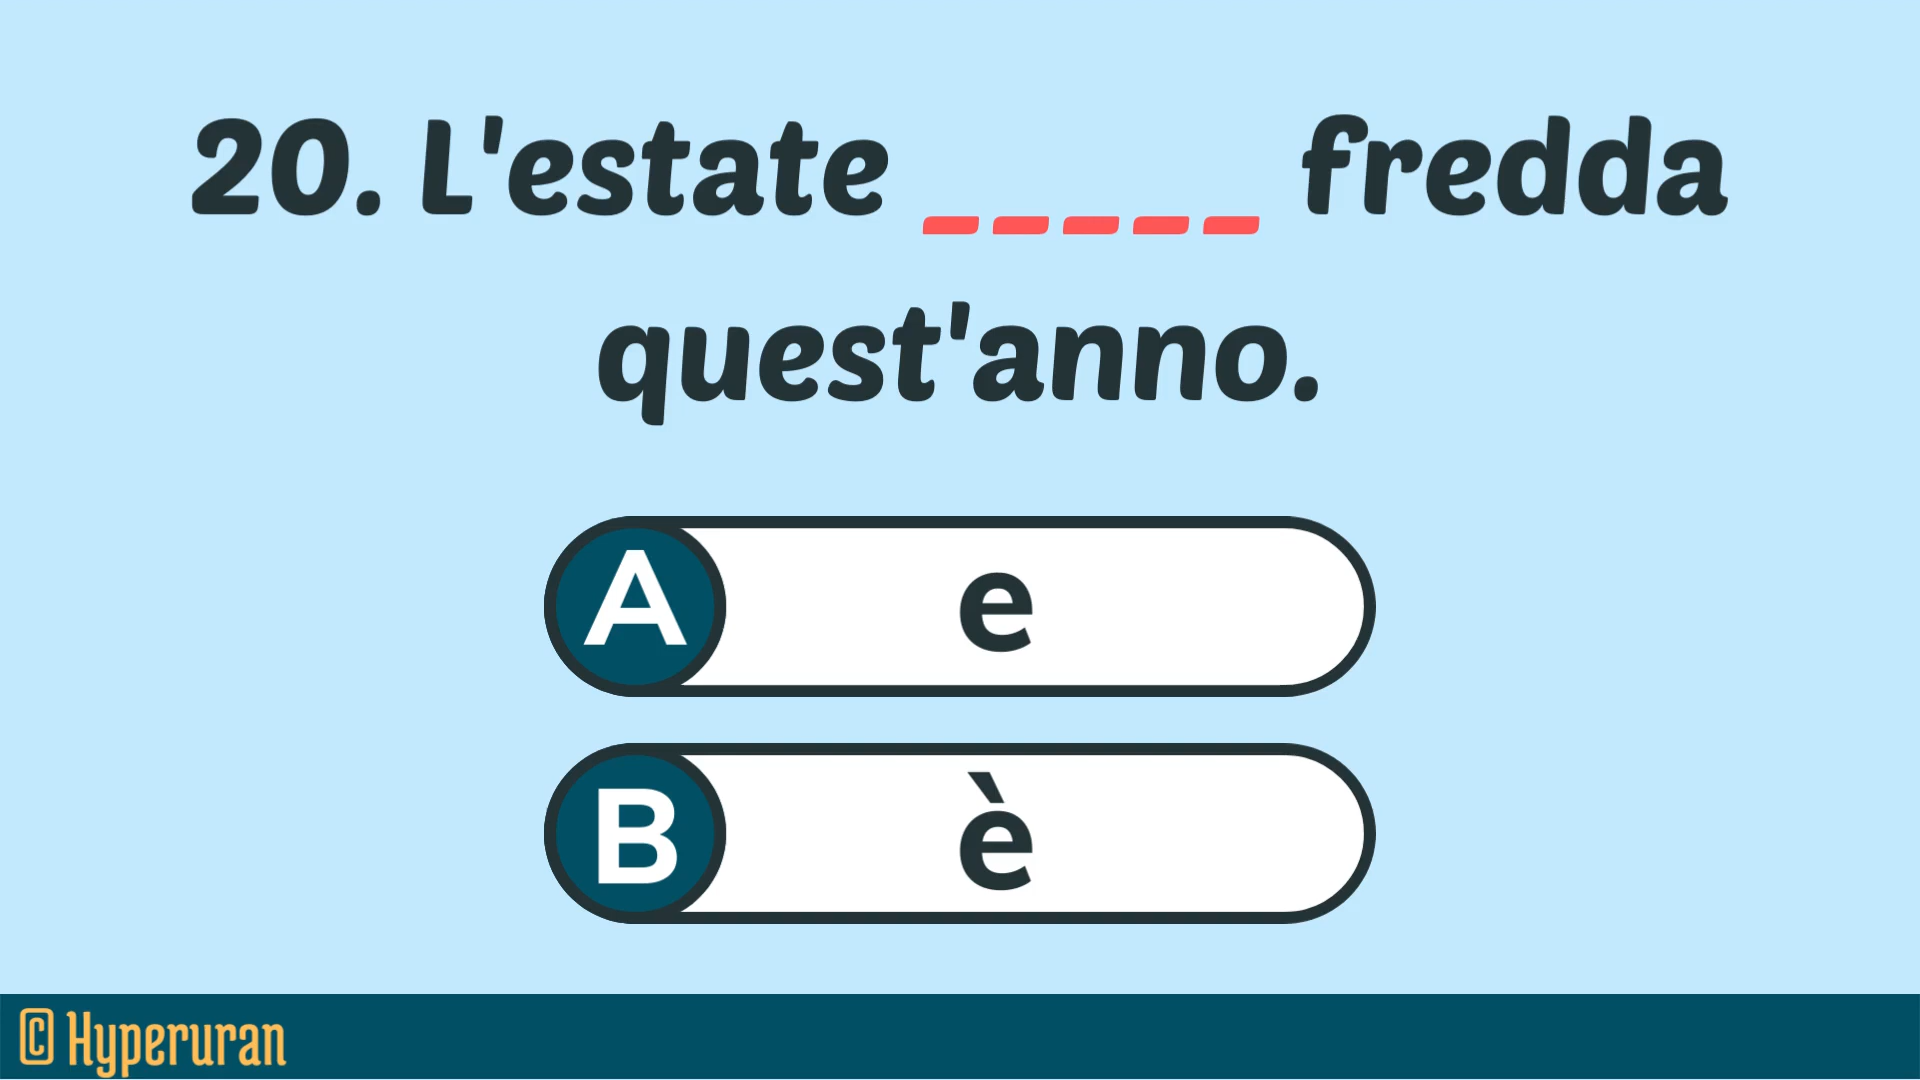 20. L'estate _____ fredda
quest'anno.
A e
B è
© Hyperuran